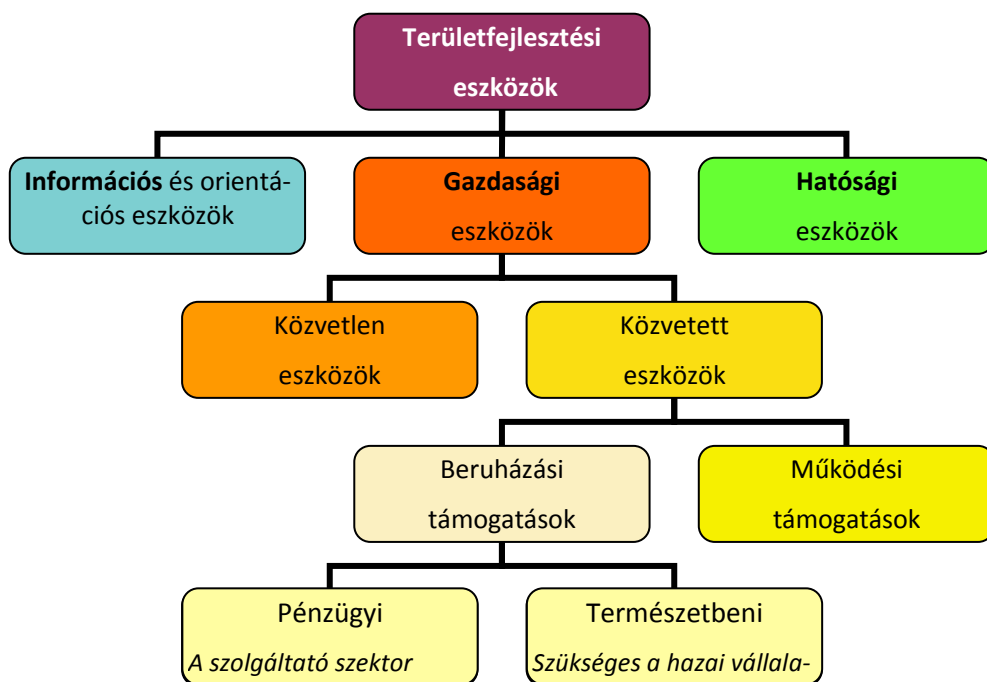 Területfejlesztési
eszközök
Információs és orientá-
ciós eszközök
Gazdasági
eszközök
Hatósági
eszközök
Közvetlen
eszközök
Közvetett
eszközök
Beruházási
támogatások
Működési
támogatások
Pénzügyi
A szolgáltató szektor
Természetbeni
Szükséges a hazai vállala-